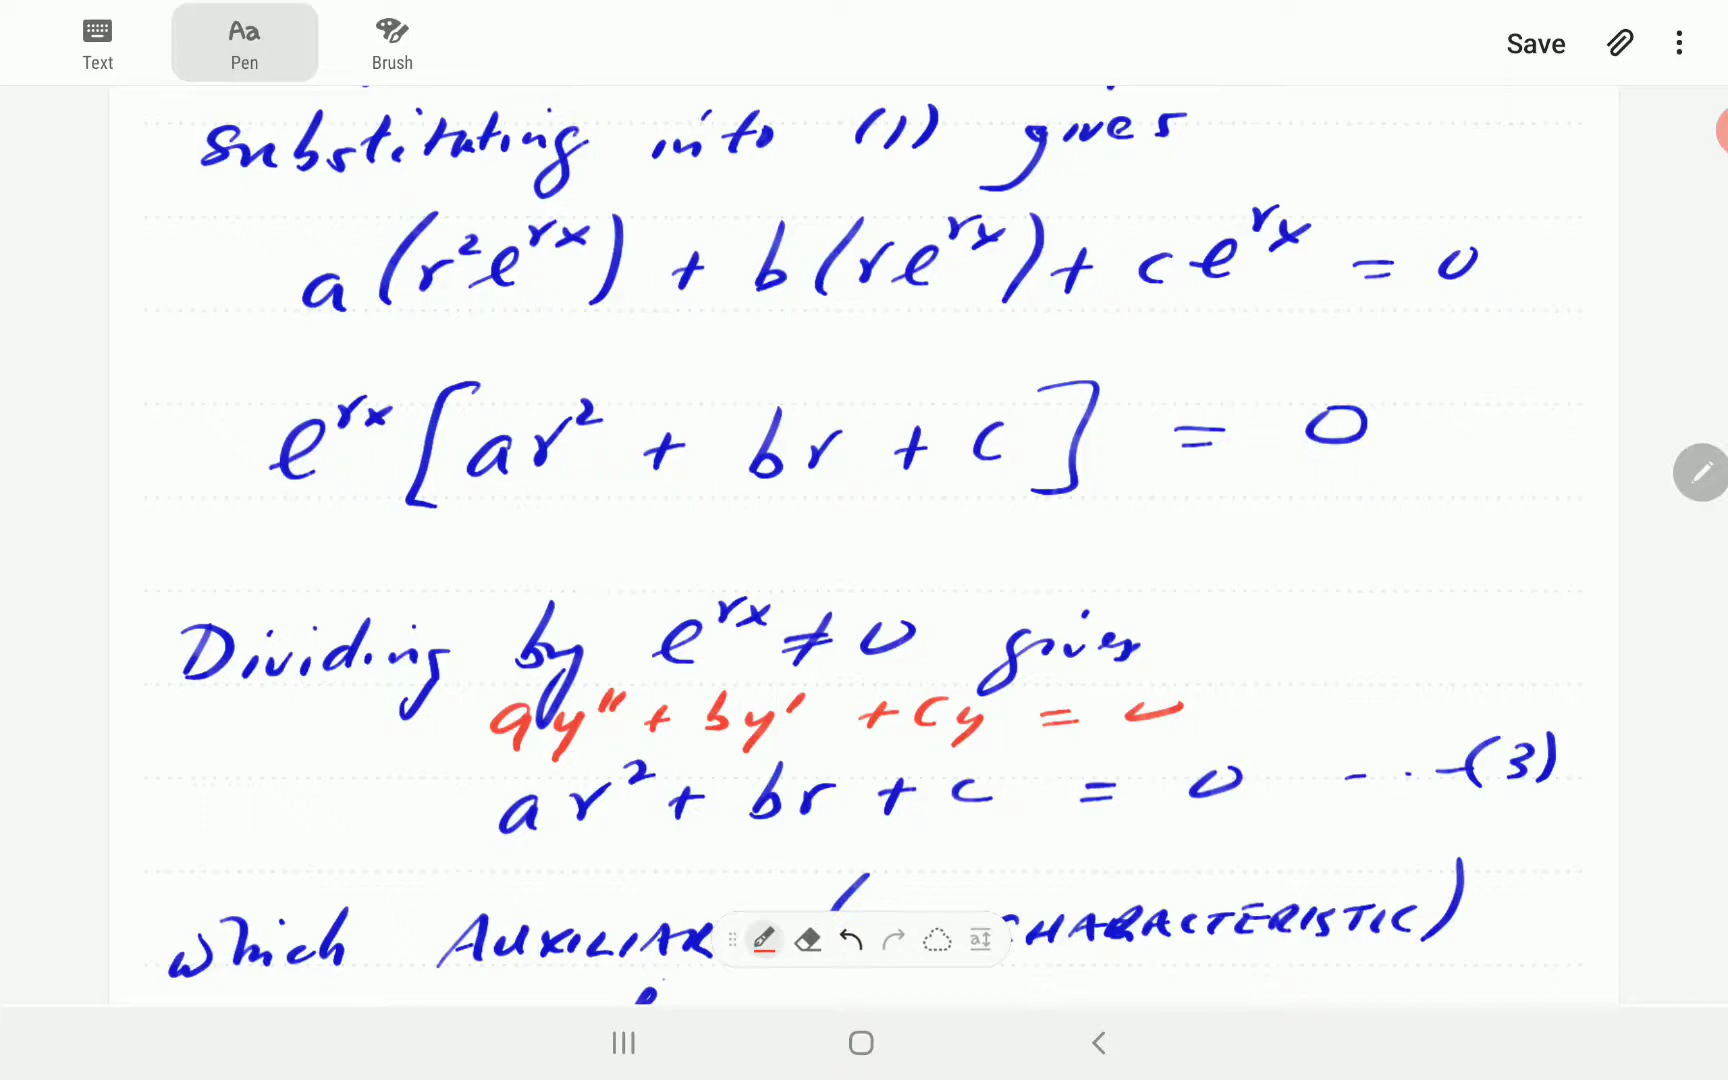 Text
Pen
Brush
Save
Substituting into (1) gives
a(r²e^{rx}) + b(re^{rx}) + ce^{rx} = 0
e^{rx}[ar² + br + c] = 0
Dividing by e^{rx} ≠ 0 gives
ay'' + by' + cy = 0
ar² + br + c = 0 - · -(3)
which AUXILIAR ( CHARACTERISTIC)